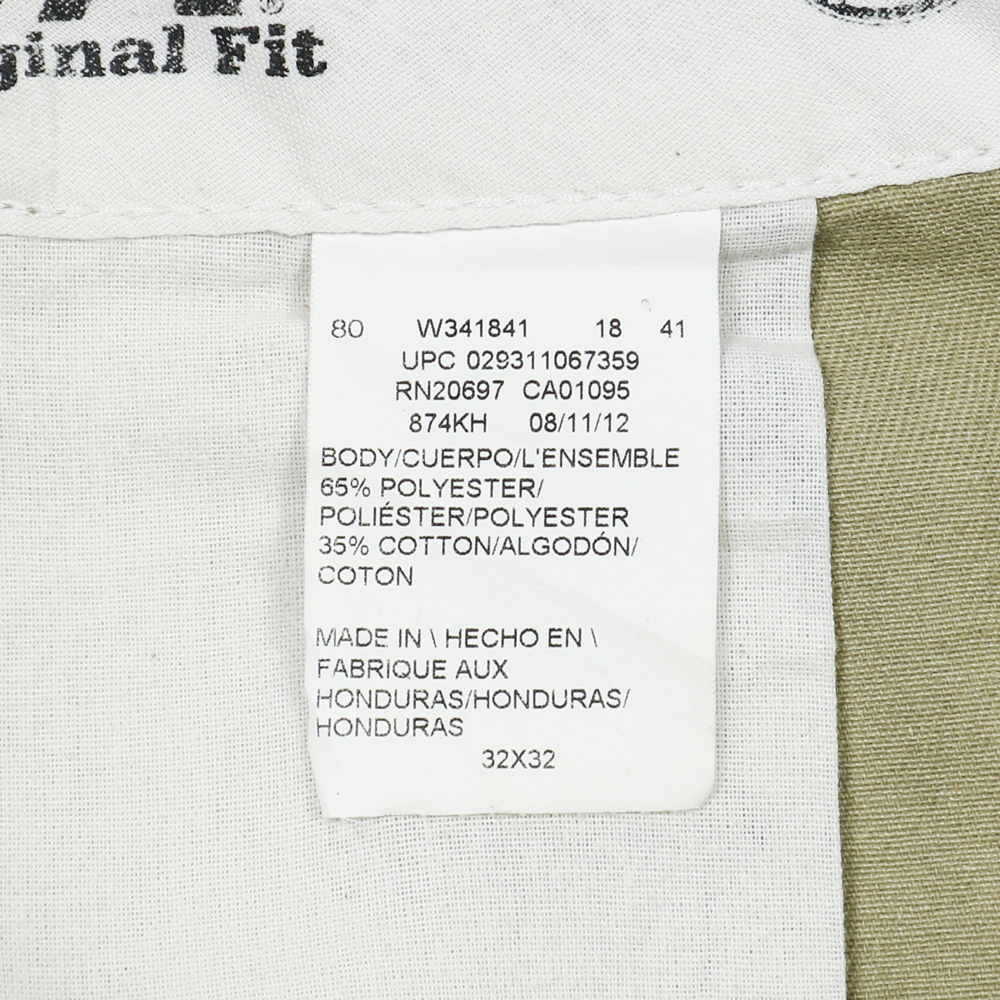 Fit
80 W341841 18 41
UPC 029311067359
RN20697 CA01095
874KH 08/11/12
BODY/CUERPO/L'ENSEMBLE
65% POLYESTER/
POLIÉSTER/POLYESTER
35% COTTON/ALGODÓN/
COTON
MADE IN \ HECHO EN \
FABRIQUE AUX
HONDURAS/HONDURAS/
HONDURAS
32X32